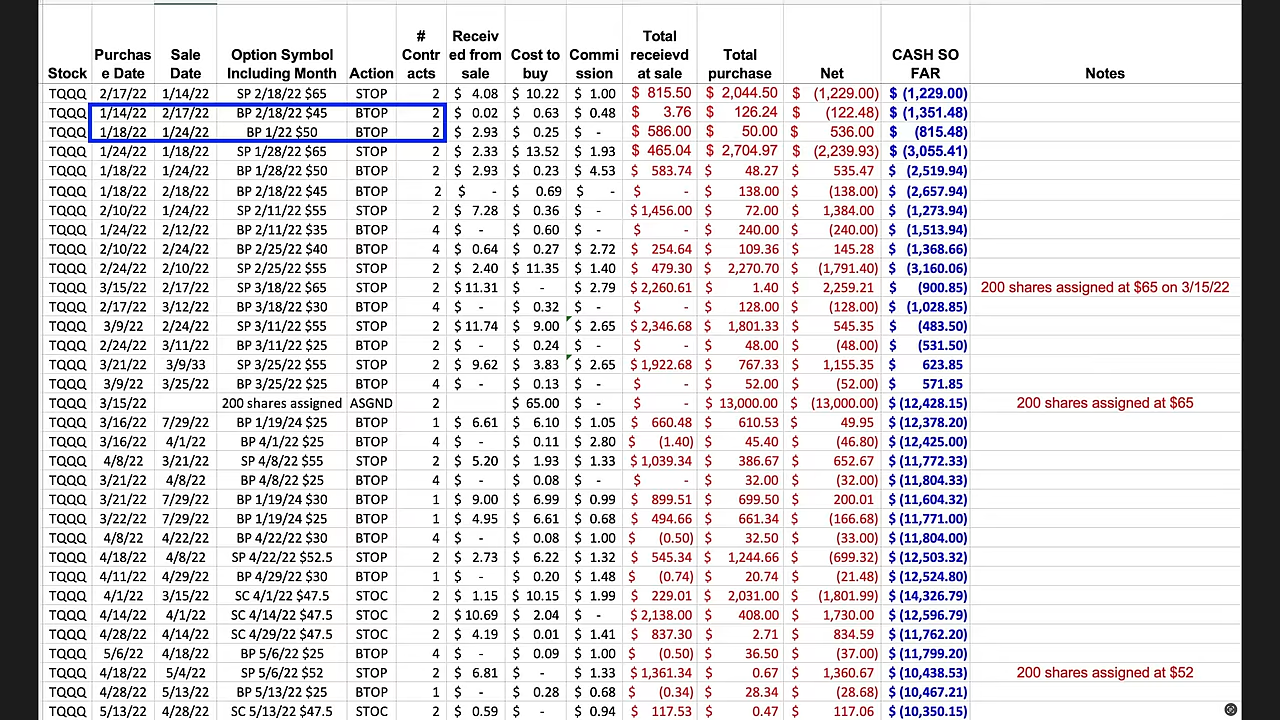 Stock Purchas e Date Sale Date Option Symbol Including Month Action # Contr acts Receiv ed from sale Cost to buy Commi ssion Total receievd at sale Total purchase Net CASH SO FAR Notes
TQQQ 2/17/22 1/14/22 SP 2/18/22 $65 STOP 2 $ 4.08 $ 10.22 $ 1.00 $ 815.50 $ 2,044.50 $ (1,229.00) $ (1,229.00)
TQQQ 1/14/22 2/17/22 BP 2/18/22 $45 BTOP 2 $ 0.02 $ 0.63 $ 0.48 $ 3.76 $ 126.24 $ (122.48) $ (1,351.48)
TQQQ 1/18/22 1/24/22 BP 1/22 $50 BTOP 2 $ 2.93 $ 0.25 $ - $ 586.00 $ 50.00 $ 536.00 $ (815.48)
TQQQ 1/24/22 1/18/22 SP 1/28/22 $65 STOP 2 $ 2.33 $ 13.52 $ 1.93 $ 465.04 $ 2,704.97 $ (2,239.93) $ (3,055.41)
TQQQ 1/18/22 1/24/22 BP 1/28/22 $50 BTOP 2 $ 2.93 $ 0.23 $ 4.53 $ 583.74 $ 48.27 $ 535.47 $ (2,519.94)
TQQQ 1/18/22 2/18/22 BP 2/18/22 $45 BTOP 2 $ - $ 0.69 $ - $ - $ 138.00 $ (138.00) $ (2,657.94)
TQQQ 2/10/22 1/24/22 SP 2/11/22 $55 STOP 2 $ 7.28 $ 0.36 $ - $ 1,456.00 $ 72.00 $ 1,384.00 $ (1,273.94)
TQQQ 1/24/22 2/12/22 BP 2/11/22 $35 BTOP 4 $ - $ 0.60 $ - $ - $ 240.00 $ (240.00) $ (1,513.94)
TQQQ 2/10/22 2/24/22 BP 2/25/22 $40 BTOP 4 $ 0.64 $ 0.27 $ 2.72 $ 254.64 $ 109.36 $ 145.28 $ (1,368.66)
TQQQ 2/24/22 2/10/22 SP 2/25/22 $55 STOP 2 $ 2.40 $ 11.35 $ 1.40 $ 479.30 $ 2,270.70 $ (1,791.40) $ (3,160.06)
TQQQ 3/15/22 2/17/22 SP 3/18/22 $65 STOP 2 $ 11.31 $ - $ 2.79 $ 2,260.61 $ 1.40 $ 2,259.21 $ (900.85) 200 shares assigned at $65 on 3/15/22
TQQQ 2/17/22 3/12/22 BP 3/18/22 $30 BTOP 4 $ - $ 0.32 $ - $ - $ 128.00 $ (128.00) $ (1,028.85)
TQQQ 3/9/22 2/24/22 SP 3/11/22 $55 STOP 2 $ 11.74 $ 9.00 $ 2.65 $ 2,346.68 $ 1,801.33 $ 545.35 $ (483.50)
TQQQ 2/24/22 3/11/22 BP 3/11/22 $25 BTOP 2 $ - $ 0.24 $ - $ - $ 48.00 $ (48.00) $ (531.50)
TQQQ 3/21/22 3/9/33 SP 3/25/22 $55 STOP 2 $ 9.62 $ 3.83 $ 2.65 $ 1,922.68 $ 767.33 $ 1,155.35 $ 623.85
TQQQ 3/9/22 3/25/22 BP 3/25/22 $25 BTOP 4 $ - $ 0.13 $ - $ - $ 52.00 $ (52.00) $ 571.85
TQQQ 3/15/22 200 shares assigned ASGND 2 $ 65.00 $ - $ - $ 13,000.00 $ (13,000.00) $ (12,428.15) 200 shares assigned at $65
TQQQ 3/16/22 7/29/22 BP 1/19/24 $25 BTOP 1 $ 6.61 $ 6.10 $ 1.05 $ 660.48 $ 610.53 $ 49.95 $ (12,378.20)
TQQQ 3/16/22 4/1/22 BP 4/1/22 $25 BTOP 4 $ - $ 0.11 $ 2.80 $ (1.40) $ 45.40 $ (46.80) $ (12,425.00)
TQQQ 4/8/22 3/21/22 SP 4/8/22 $55 STOP 2 $ 5.20 $ 1.93 $ 1.33 $ 1,039.34 $ 386.67 $ 652.67 $ (11,772.33)
TQQQ 3/21/22 4/8/22 BP 4/8/22 $25 BTOP 4 $ - $ 0.08 $ - $ - $ 32.00 $ (32.00) $ (11,804.33)
TQQQ 3/21/22 7/29/22 BP 1/19/24 $30 BTOP 1 $ 9.00 $ 6.99 $ 0.99 $ 899.51 $ 699.50 $ 200.01 $ (11,604.32)
TQQQ 3/22/22 7/29/22 BP 1/19/24 $25 BTOP 1 $ 4.95 $ 6.61 $ 0.68 $ 494.66 $ 661.34 $ (166.68) $ (11,771.00)
TQQQ 4/8/22 4/22/22 BP 4/22/22 $30 BTOP 4 $ - $ 0.08 $ 1.00 $ (0.50) $ 32.50 $ (33.00) $ (11,804.00)
TQQQ 4/18/22 4/8/22 SP 4/22/22 $52.5 STOP 2 $ 2.73 $ 6.22 $ 1.32 $ 545.34 $ 1,244.66 $ (699.32) $ (12,503.32)
TQQQ 4/11/22 4/29/22 BP 4/29/22 $30 BTOP 1 $ - $ 0.20 $ 1.48 $ (0.74) $ 20.74 $ (21.48) $ (12,524.80)
TQQQ 4/1/22 3/15/22 SC 4/1/22 $47.5 STOC 2 $ 1.15 $ 10.15 $ 1.99 $ 229.01 $ 2,031.00 $ (1,801.99) $ (14,326.79)
TQQQ 4/14/22 4/1/22 SC 4/14/22 $47.5 STOC 2 $ 10.69 $ 2.04 $ - $ 2,138.00 $ 408.00 $ 1,730.00 $ (12,596.79)
TQQQ 4/28/22 4/14/22 SC 4/29/22 $47.5 STOC 2 $ 4.19 $ 0.01 $ 1.41 $ 837.30 $ 2.71 $ 834.59 $ (11,762.20)
TQQQ 5/6/22 4/18/22 BP 5/6/22 $25 BTOP 4 $ - $ 0.09 $ 1.00 $ (0.50) $ 36.50 $ (37.00) $ (11,799.20)
TQQQ 4/18/22 5/4/22 SP 5/6/22 $52 STOP 2 $ 6.81 $ - $ 1.33 $ 1,361.34 $ 0.67 $ 1,360.67 $ (10,438.53) 200 shares assigned at $52
TQQQ 4/28/22 5/13/22 BP 5/13/22 $25 BTOP 1 $ - $ 0.28 $ 0.68 $ (0.34) $ 28.34 $ (28.68) $ (10,467.21)
TQQQ 5/13/22 4/28/22 SC 5/13/22 $47.5 STOC 2 $ 0.59 $ - $ 0.94 $ 117.53 $ 0.47 $ 117.06 $ (10,350.15)